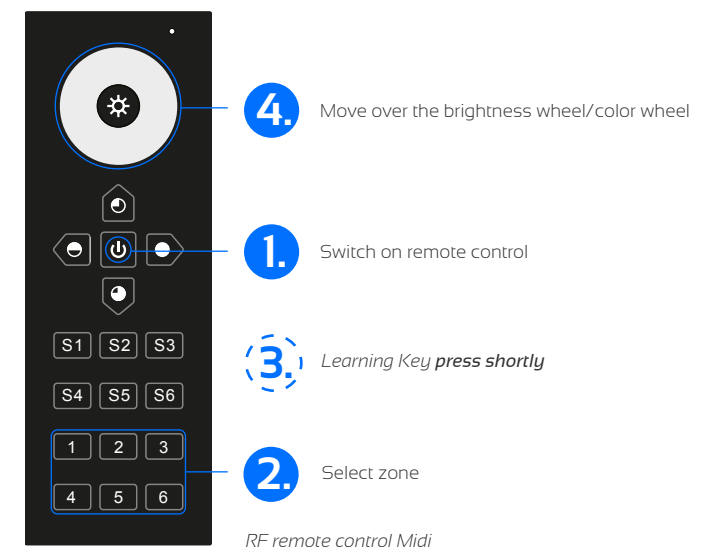 4. Move over the brightness wheel/color wheel
1. Switch on remote control
S1 S2 S3
3. Learning Key press shortly
S4 S5 S6
1 2 3
2. Select zone
4 5 6
RF remote control Midi